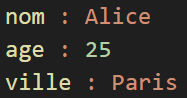 nom : Alice
age : 25
ville : Paris